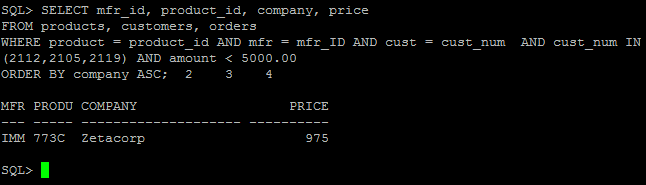 SQL> SELECT mfr_id, product_id, company, price
FROM products, customers, orders
WHERE product = product_id AND mfr = mfr_ID AND cust = cust_num  AND cust_num IN
(2112,2105,2119) AND amount < 5000.00
ORDER BY company ASC;  2    3    4
MFR PRODU COMPANY                   PRICE
--- ----- -------------------- ----------
IMM 773C  Zetacorp                    975
SQL>